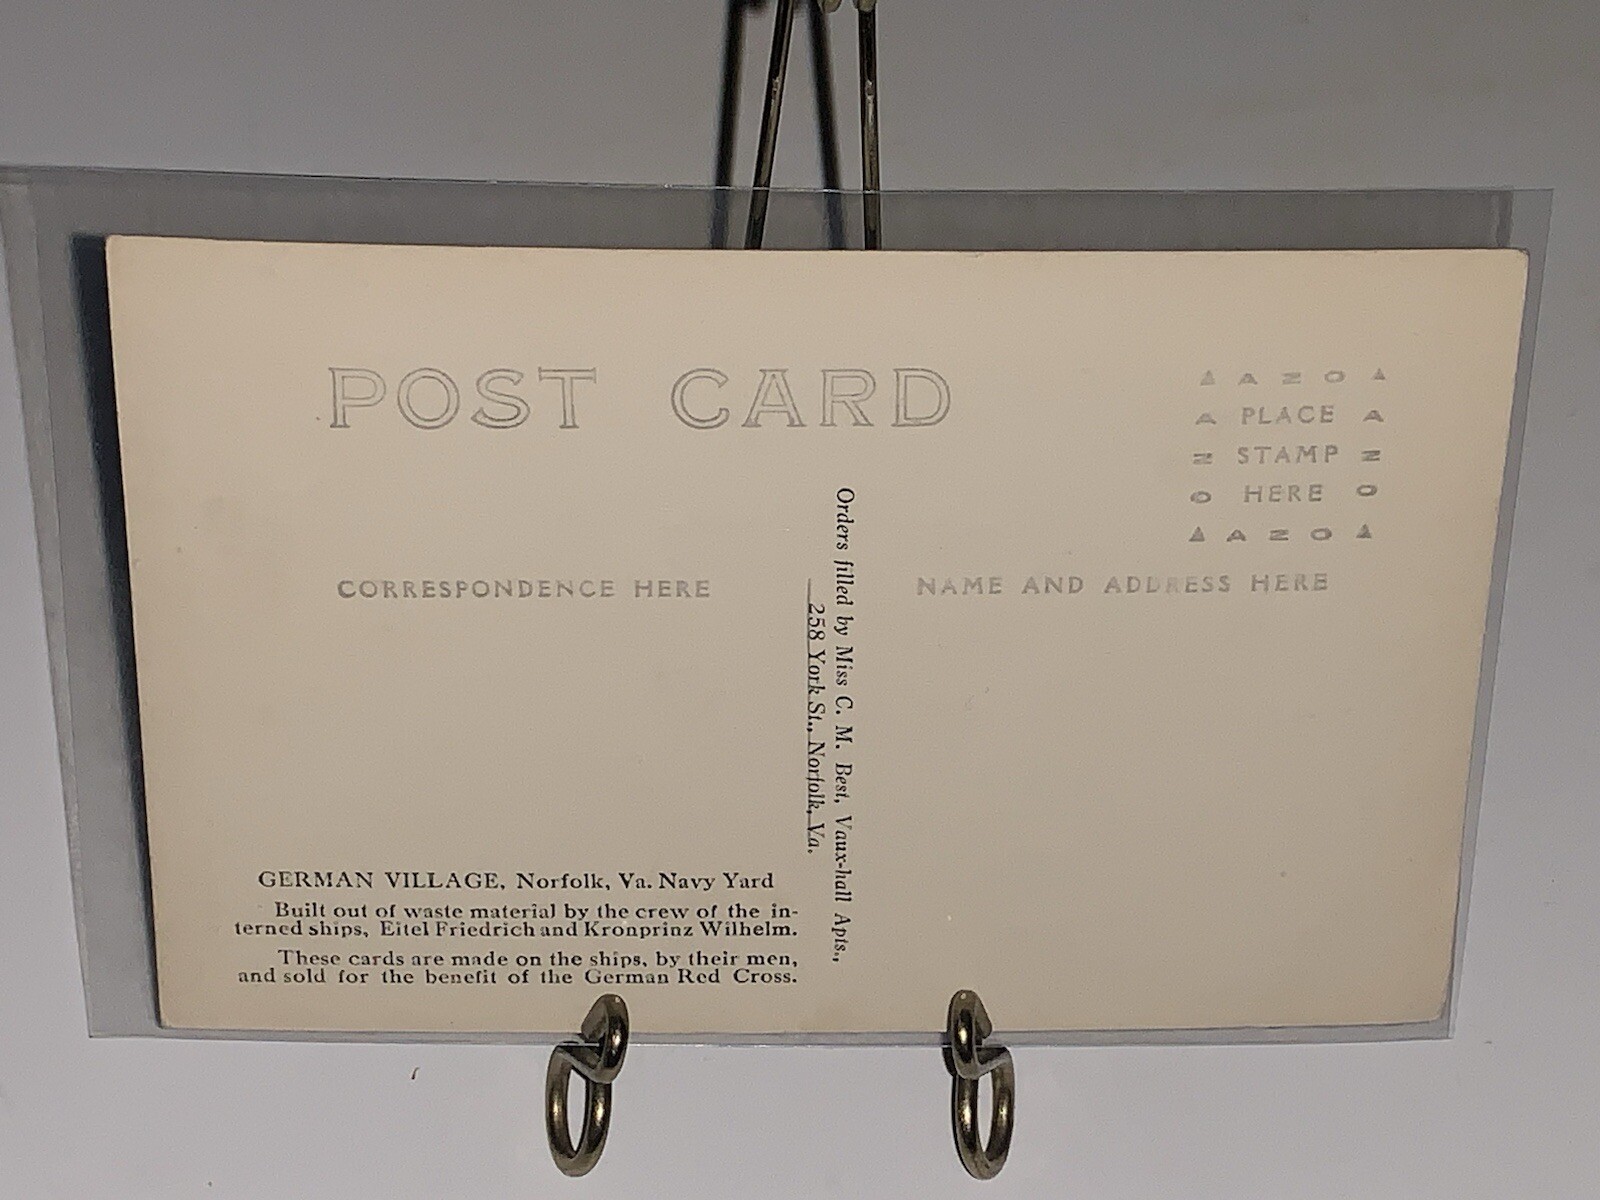 POST CARD
▲ A Z O ▲
A PLACE A
Z STAMP Z
O HERE O
▲ A Z O ▲
CORRESPONDENCE HERE
NAME AND ADDRESS HERE
Orders filled by Miss C. M. Best, Vaux-hall Apts.,
258 York St., Norfolk, Va.
GERMAN VILLAGE, Norfolk, Va. Navy Yard
Built out of waste material by the crew of the in-
terned ships, Eitel Friedrich and Kronprinz Wilhelm.
These cards are made on the ships, by their men,
and sold for the benefit of the German Red Cross.